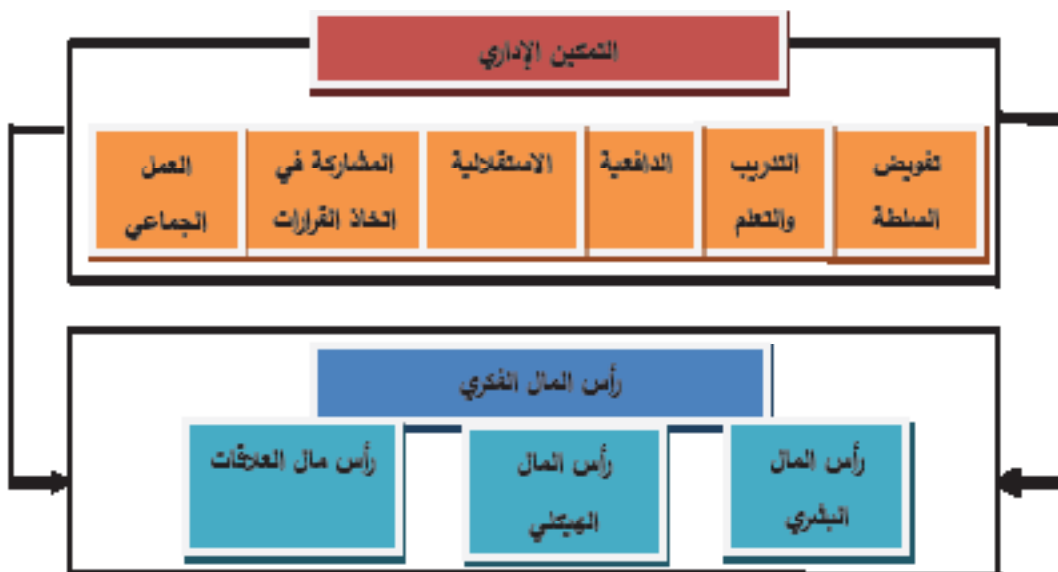 التمكين الإداري
تفويض
السلطة
التدريب
والتعلم
الدافعية
الاستقلالية
المشاركة في
اتخاذ القرارات
العمل
الجماعي
رأس المال الفكري
رأس المال
البشري
رأس المال
الهيكلي
رأس مال العلاقات